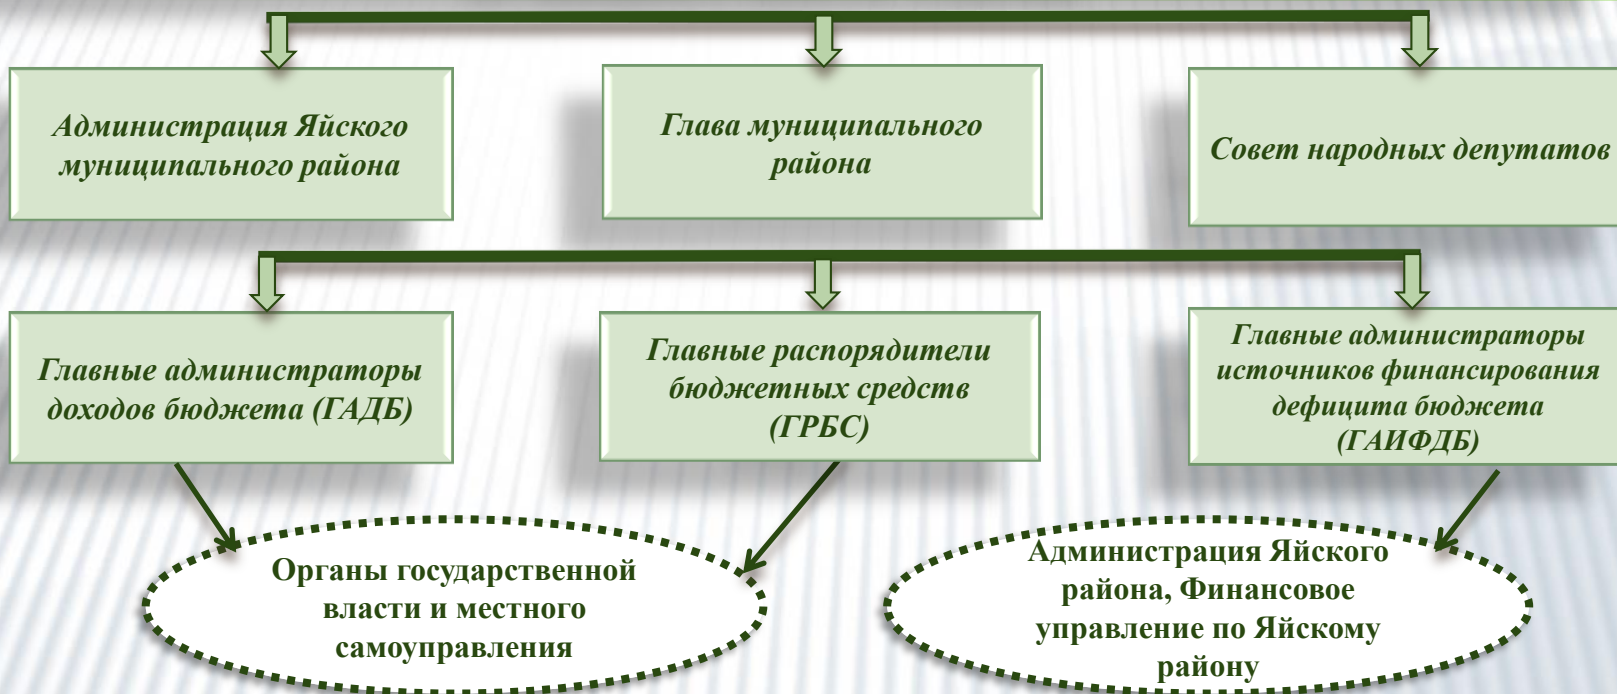 Администрация Яйского
муниципального района
Глава муниципального
района
Совет народных депутатов
Главные администраторы
доходов бюджета (ГАДБ)
Главные распорядители
бюджетных средств
(ГРБС)
Главные администраторы
источников финансирования
дефицита бюджета
(ГАИФДБ)
Органы государственной
власти и местного
самоуправления
Администрация Яйского
района, Финансовое
управление по Яйскому
району